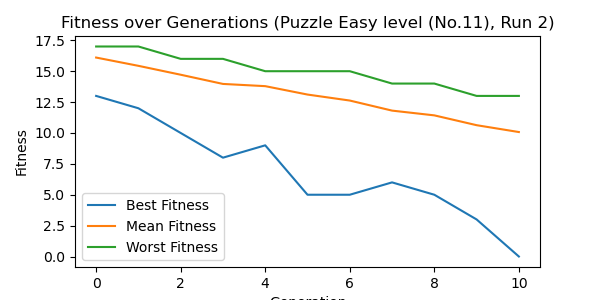 Fitness over Generations (Puzzle Easy level (No.11), Run 2)
17.5
15.0
12.5
10.0
7.5
5.0
2.5
0.0
Fitness
Best Fitness
Mean Fitness
Worst Fitness
0 2 4 6 8 10
Generation